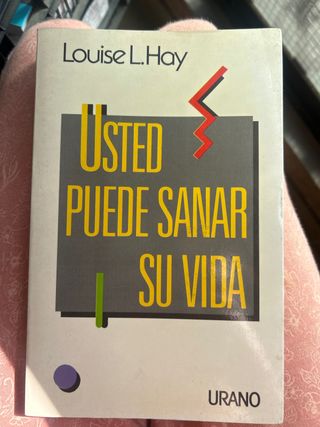 Louise L. Hay
USTED
PUEDE SANAR
SU VIDA
URANO